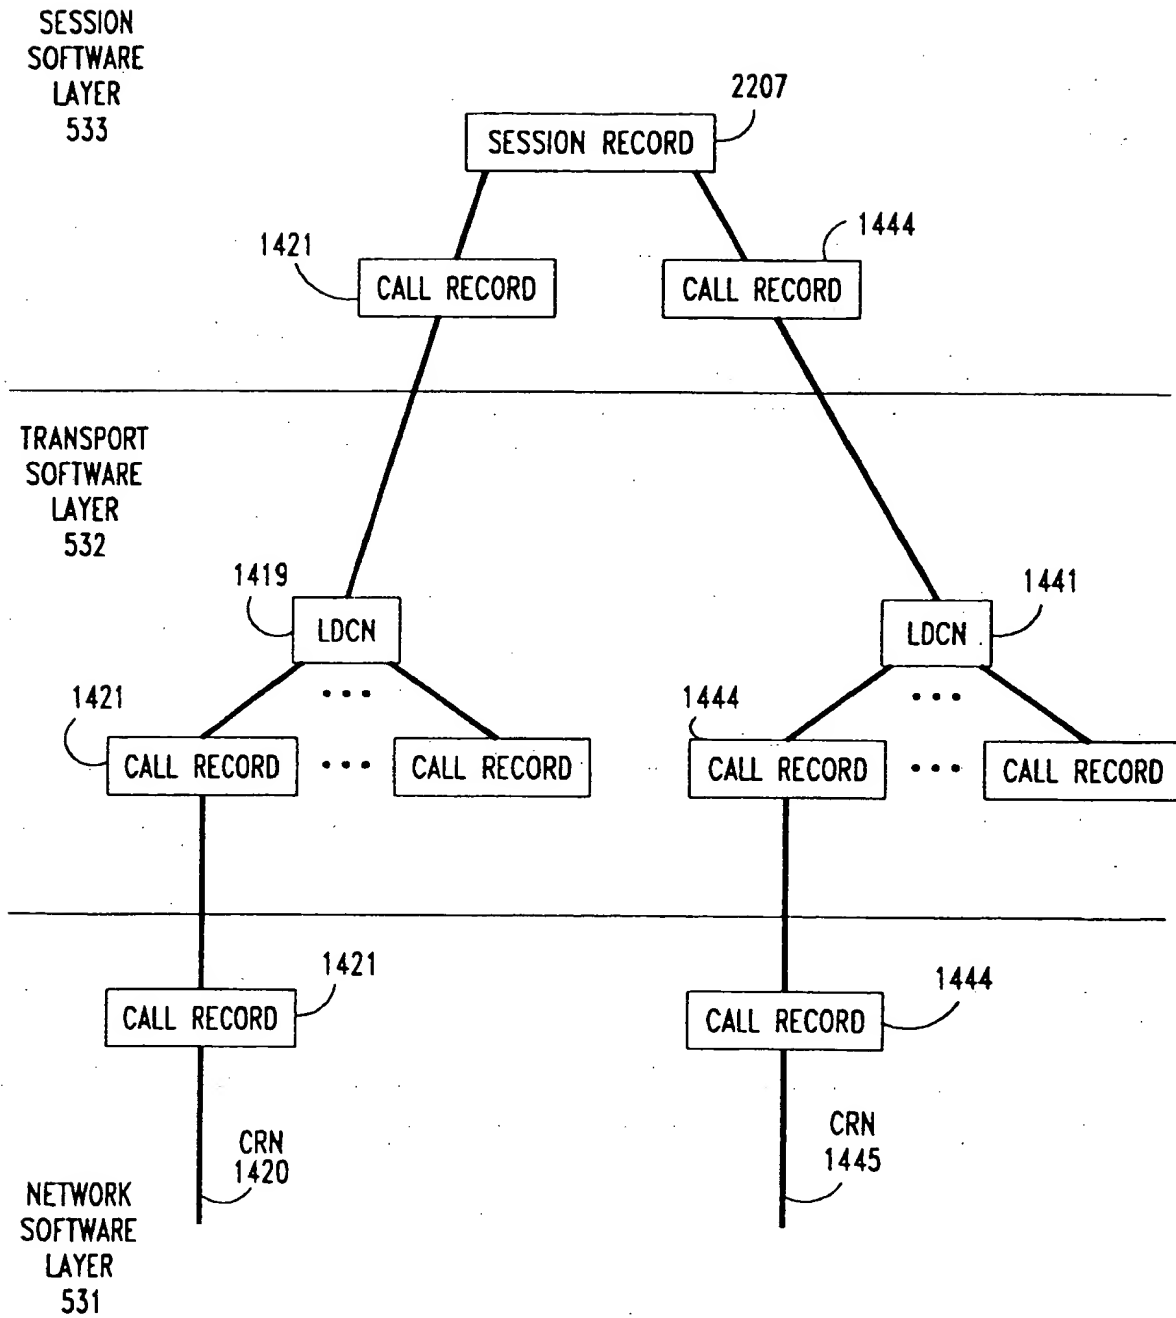 SESSION
SOFTWARE
LAYER
533
2207
SESSION RECORD
1421
1444
CALL RECORD
CALL RECORD
TRANSPORT
SOFTWARE
LAYER
532
1419
1441
LDCN
LDCN
1421
...
1444
...
CALL RECORD
...
CALL RECORD
CALL RECORD
...
CALL RECORD
1421
1444
CALL RECORD
CALL RECORD
CRN
1420
CRN
1445
NETWORK
SOFTWARE
LAYER
531